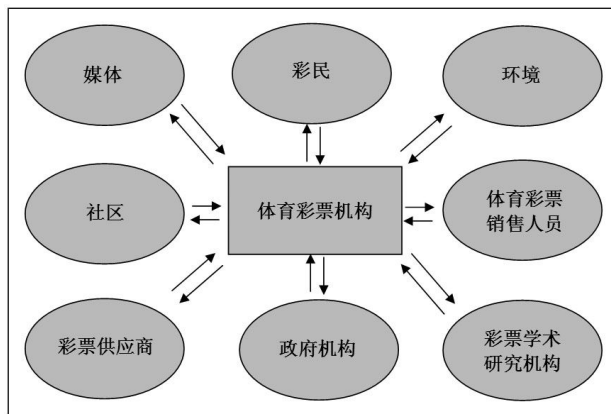 媒体
彩民
环境
社区
体育彩票机构
体育彩票
销售人员
彩票供应商
政府机构
彩票学术
研究机构